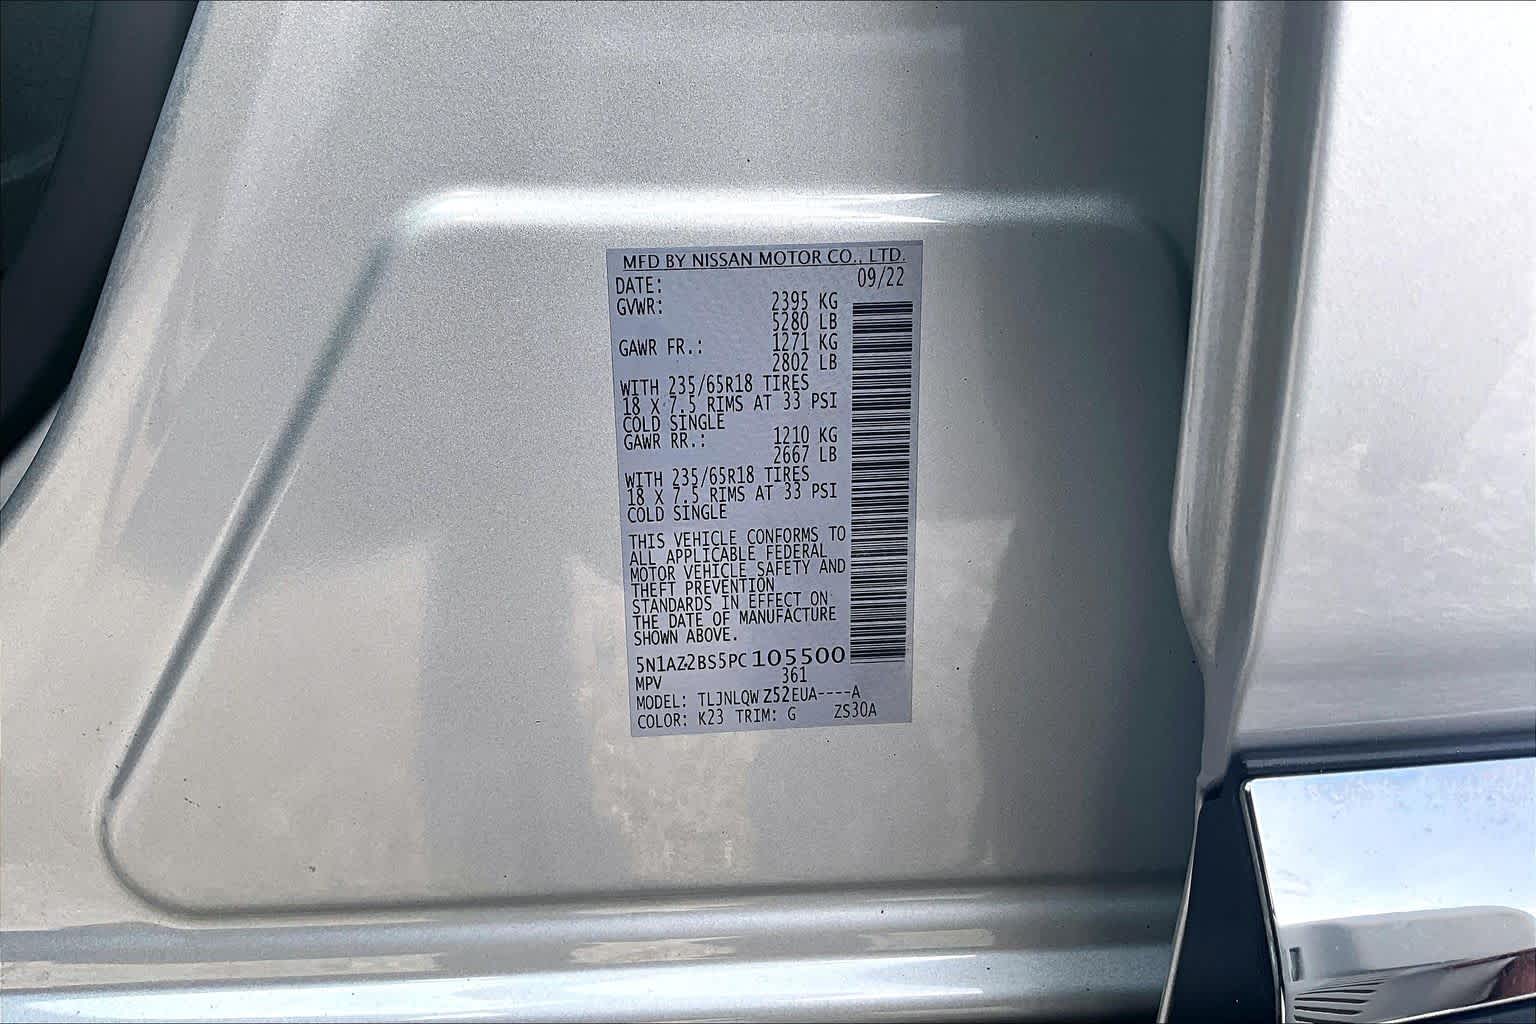 MFD BY NISSAN MOTOR CO., LTD.
DATE: 09/22
GVWR: 2395 KG
5280 LB
GAWR FR.: 1271 KG
2802 LB
WITH 235/65R18 TIRES
18 X 7.5 RIMS AT 33 PSI
COLD SINGLE
GAWR RR.: 1210 KG
2667 LB
WITH 235/65R18 TIRES
18 X 7.5 RIMS AT 33 PSI
COLD SINGLE
THIS VEHICLE CONFORMS TO
ALL APPLICABLE FEDERAL
MOTOR VEHICLE SAFETY AND
THEFT PREVENTION
STANDARDS IN EFFECT ON
THE DATE OF MANUFACTURE
SHOWN ABOVE.
5N1AZ2BS5PC105500
MPV 361
MODEL: TLJNLQWZ52EUA----A
COLOR: K23 TRIM: G ZS30A